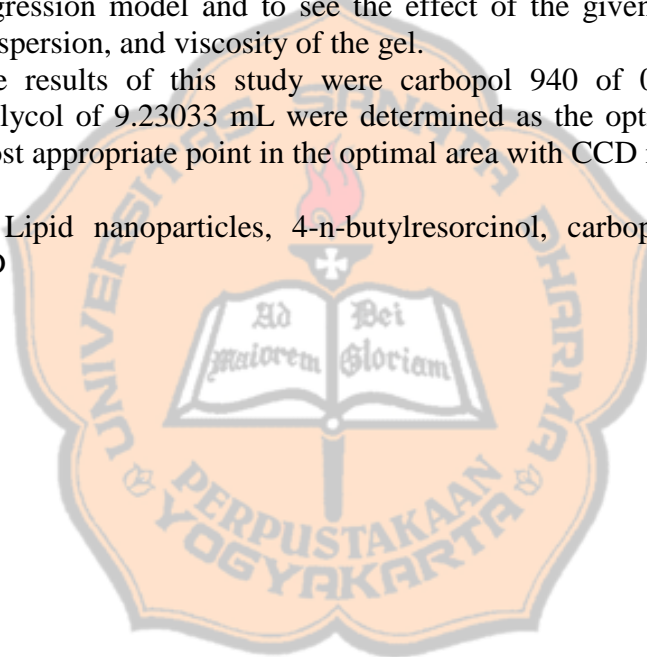 gression model and to see the effect of the given
spersion, and viscosity of the gel.
e results of this study were carbopol 940 of 0
lycol of 9.23033 mL were determined as the opt
ost appropriate point in the optimal area with CCD
Lipid nanoparticles, 4-n-butylresorcinol, carbop
UNIVERSITAS SANATA DHARMA
Ad Dei
Maiorem Gloriam
PERPUSTAKAAN
YOGYAKARTA